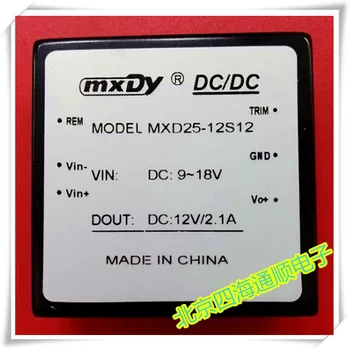 mxDy ® DC/DC
REM
TRIM
MODEL MXD25-12S12
GND
Vin-
VIN: DC: 9~18V
Vin+
Vo+
DOUT: DC:12V/2.1A
MADE IN CHINA
北京四海通顺电子